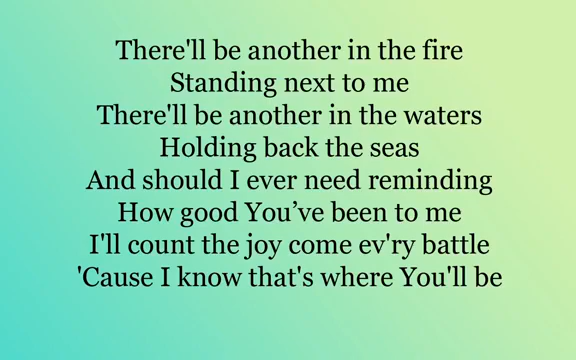 There'll be another in the fire
Standing next to me
There'll be another in the waters
Holding back the seas
And should I ever need reminding
How good You’ve been to me
I'll count the joy come ev'ry battle
'Cause I know that's where You'll be